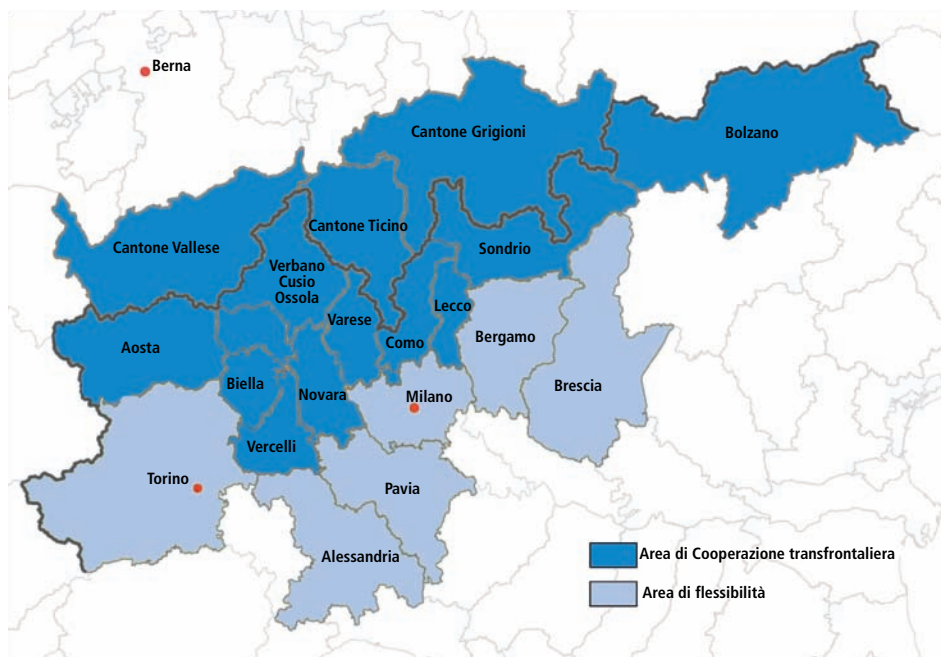 Berna
Cantone Grigioni
Bolzano
Cantone Ticino
Cantone Vallese
Sondrio
Verbano
Cusio
Ossola
Lecco
Varese
Bergamo
Como
Aosta
Biella
Brescia
Novara
Milano
Vercelli
Torino
Pavia
Alessandria
Area di Cooperazione transfrontaliera
Area di flessibilità